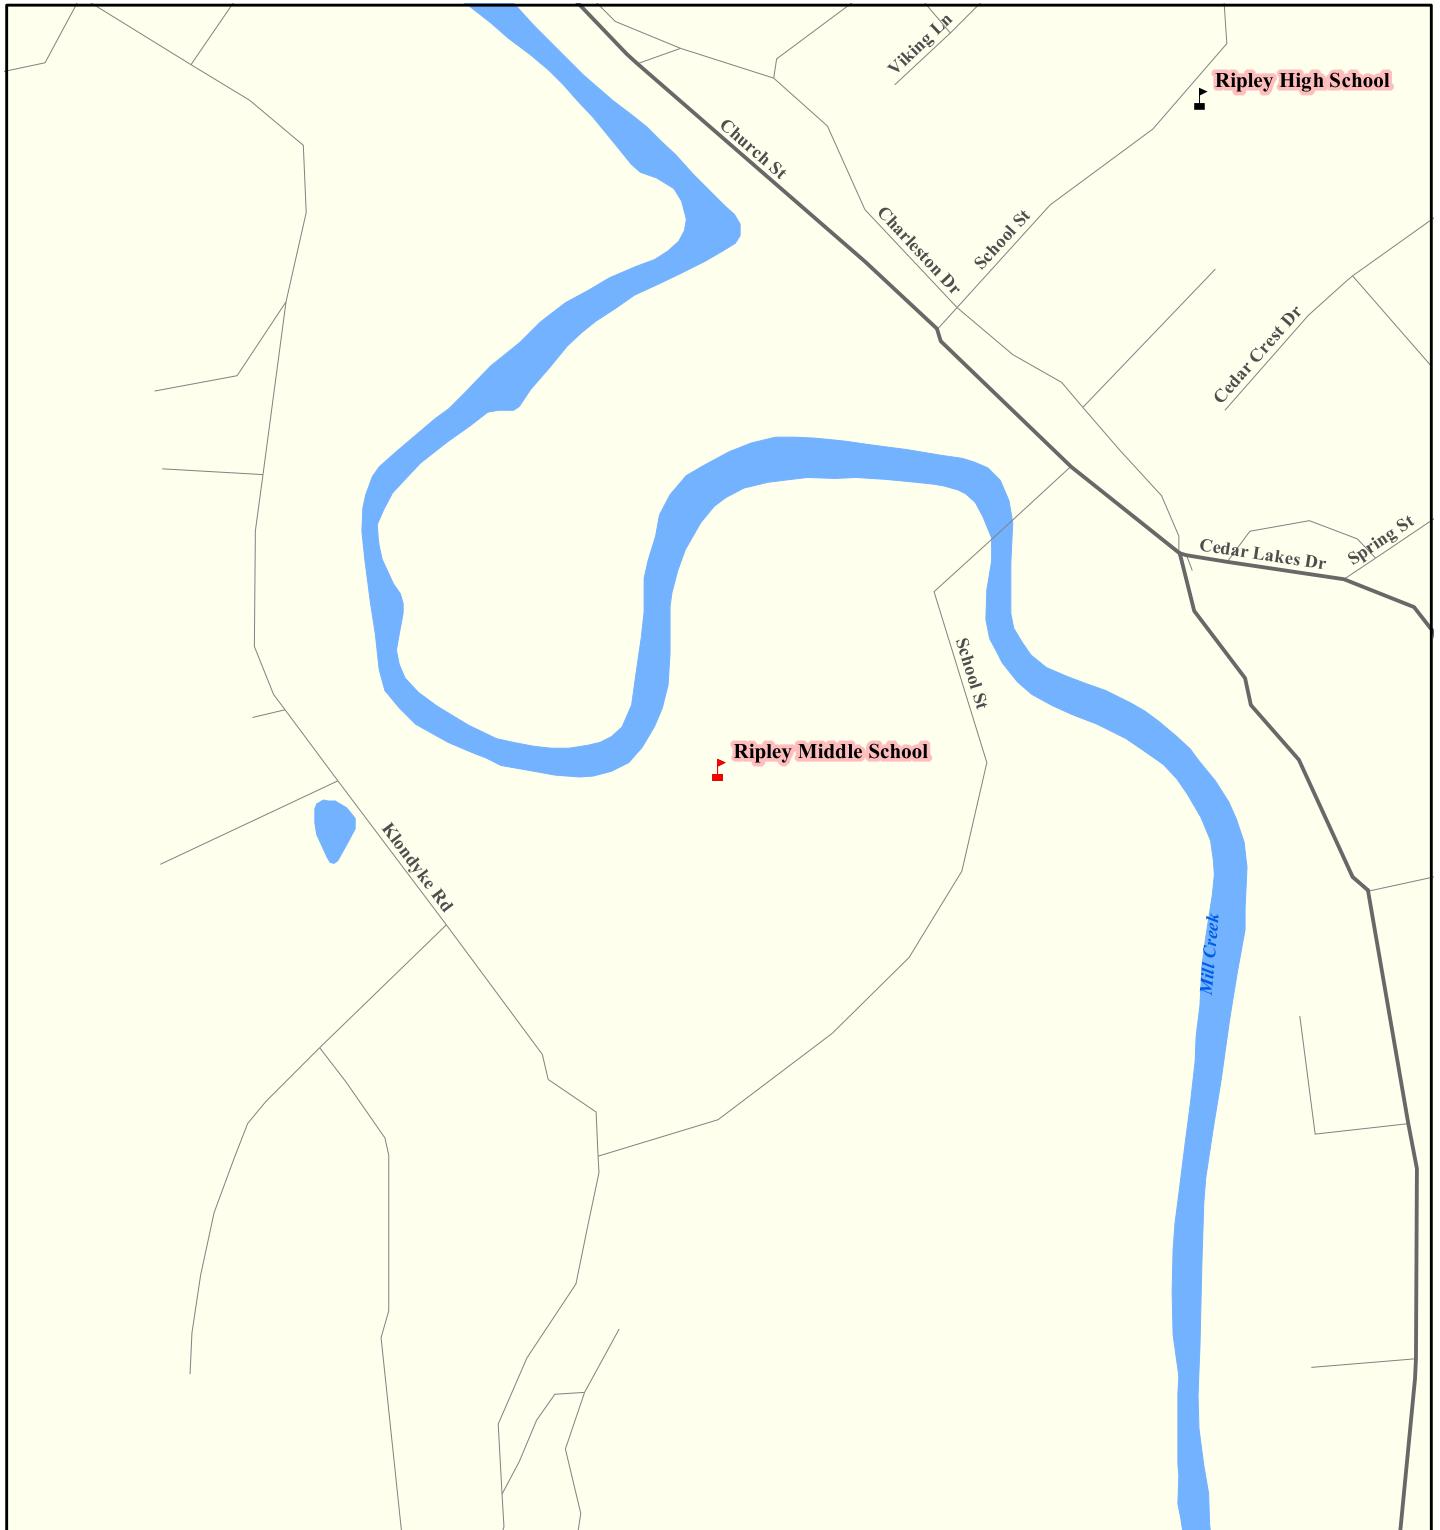 Viking Ln
Ripley High School
Church St
Charleston Dr
School St
Cedar Crest Dr
Cedar Lakes Dr
Spring St
School St
Ripley Middle School
Klondyke Rd
Mill Creek